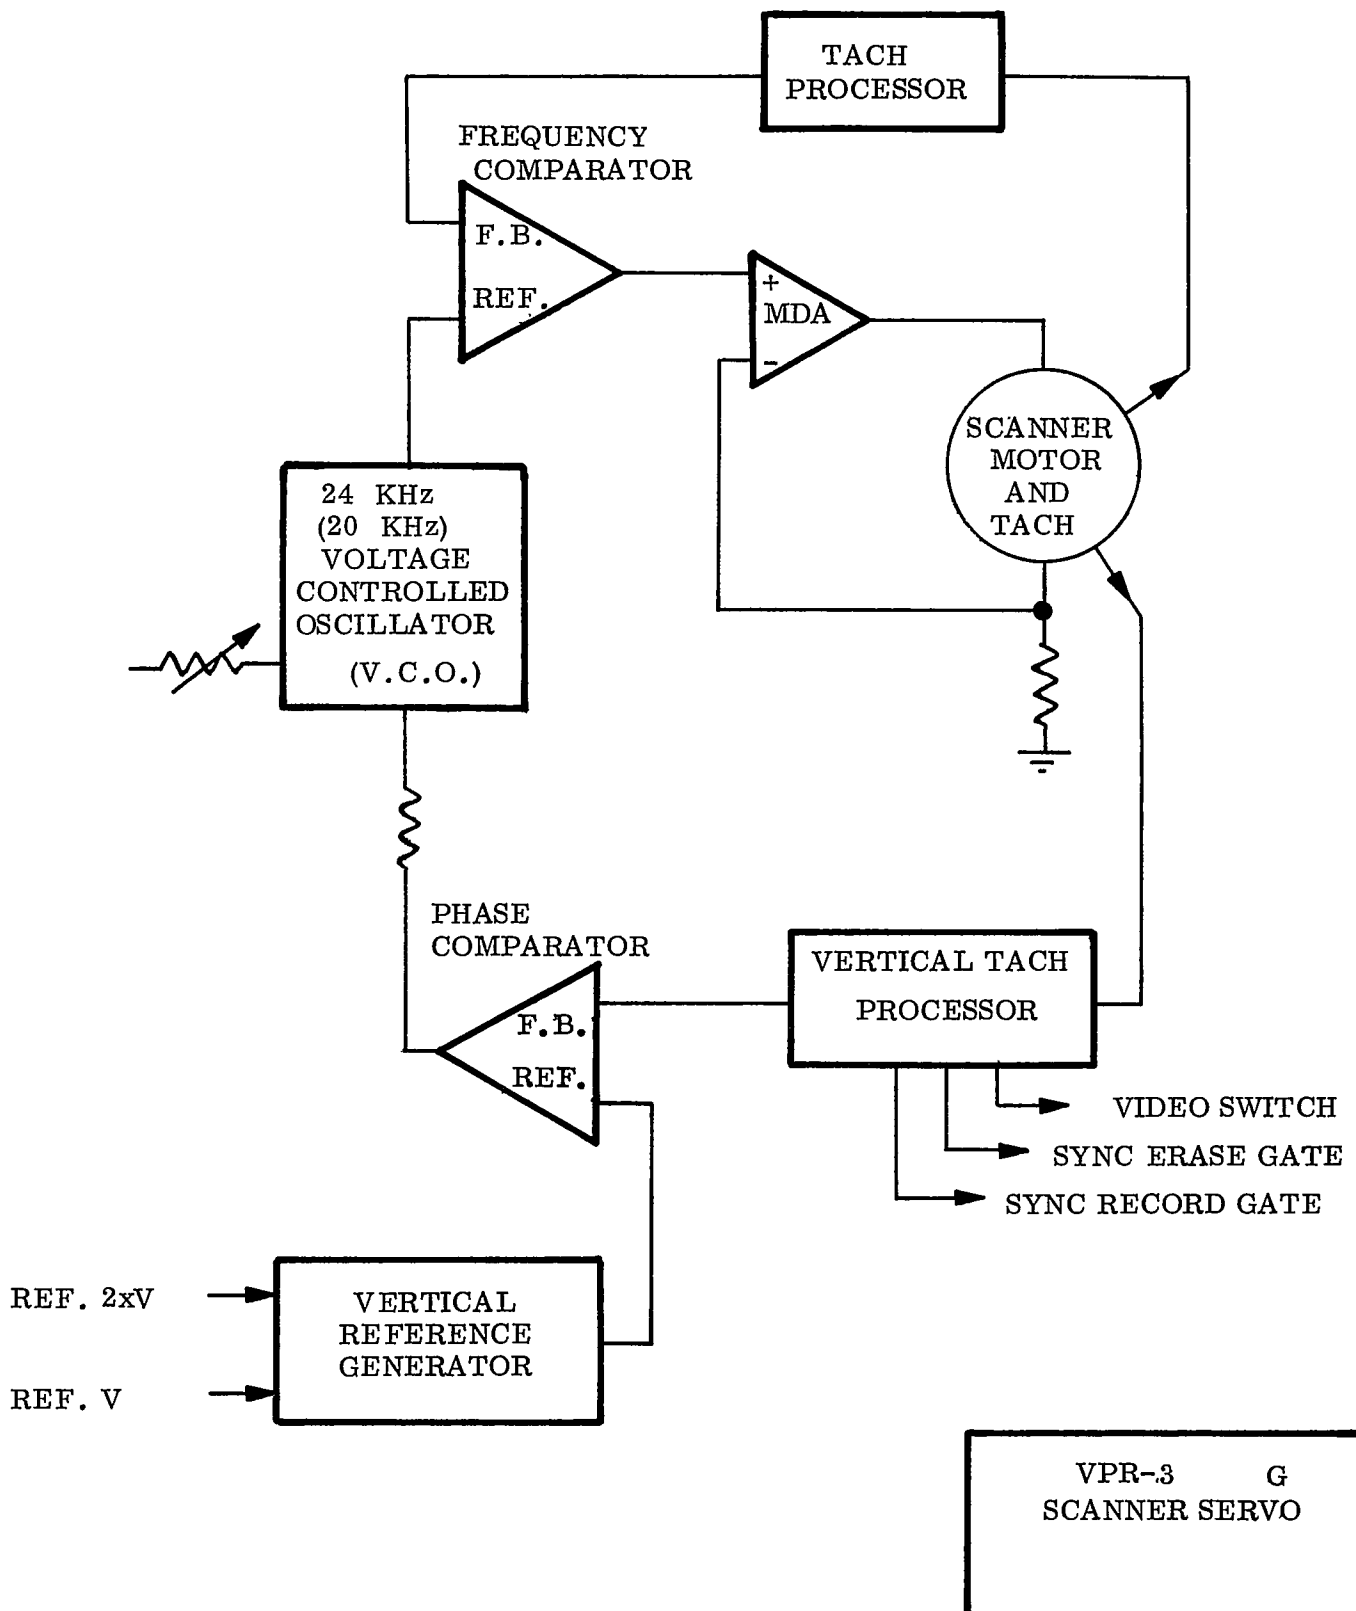 TACH
PROCESSOR
FREQUENCY
COMPARATOR
F.B.
REF.
+
MDA
-
SCANNER
MOTOR
AND
TACH
24 KHz
(20 KHz)
VOLTAGE
CONTROLLED
OSCILLATOR
(V.C.O.)
PHASE
COMPARATOR
F.B.
REF.
VERTICAL TACH
PROCESSOR
VIDEO SWITCH
SYNC ERASE GATE
SYNC RECORD GATE
REF. 2xV
REF. V
VERTICAL
REFERENCE
GENERATOR
VPR-3 G
SCANNER SERVO